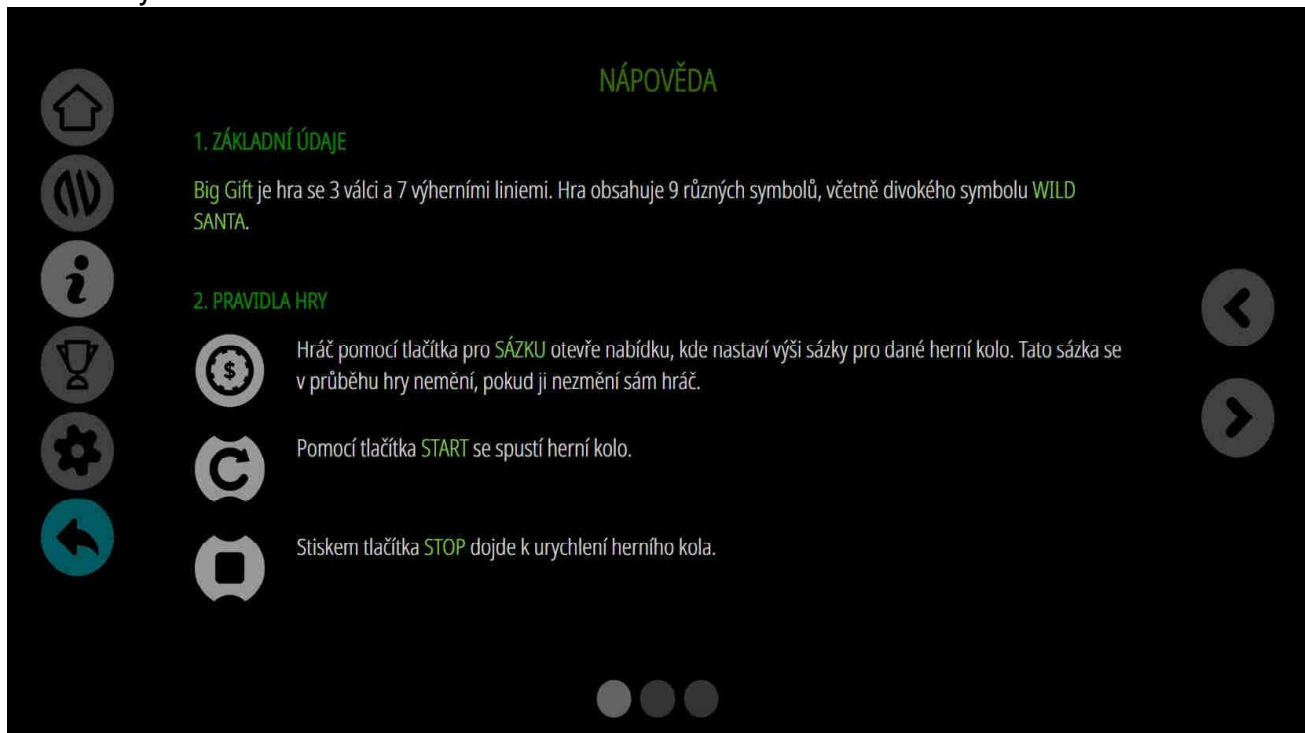 NÁPOVĚDA
1. ZÁKLADNÍ ÚDAJE
Big Gift je hra se 3 válci a 7 výherními liniemi. Hra obsahuje 9 různých symbolů, včetně divokého symbolu WILD
SANTA.
2. PRAVIDLA HRY
Hráč pomocí tlačítka pro SÁZKU otevře nabídku, kde nastaví výši sázky pro dané herní kolo. Tato sázka se
v průběhu hry nemění, pokud ji nezmění sám hráč.
Pomocí tlačítka START se spustí herní kolo.
Stiskem tlačítka STOP dojde k urychlení herního kola.